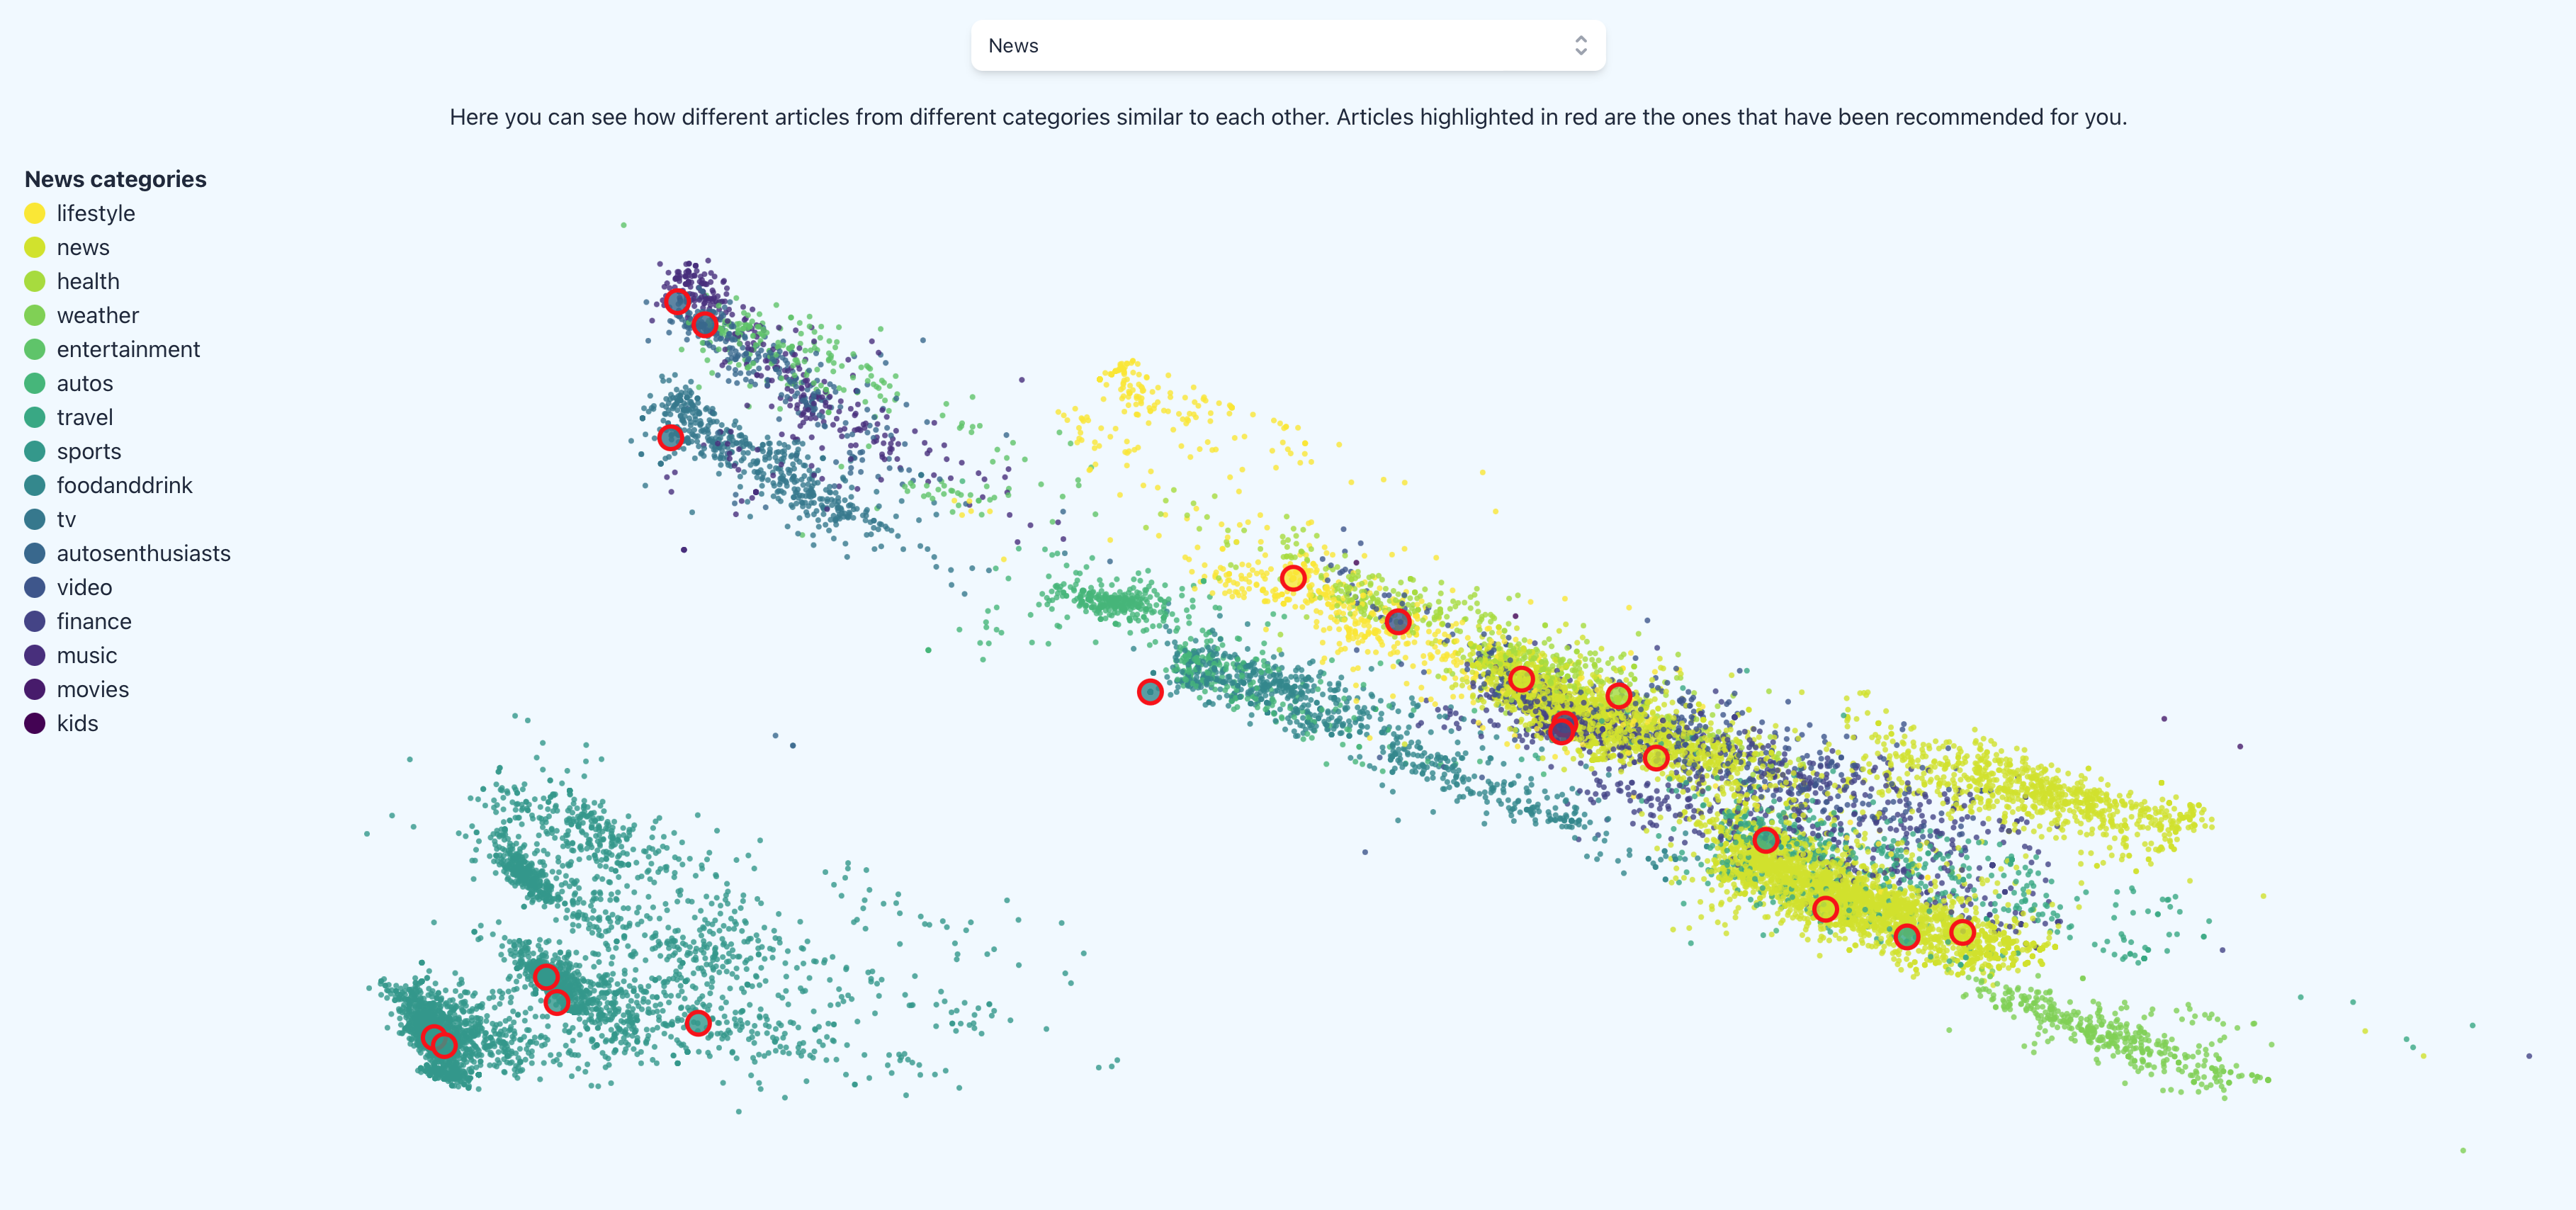 News
Here you can see how different articles from different categories similar to each other. Articles highlighted in red are the ones that have been recommended for you.
News categories
lifestyle
news
health
weather
entertainment
autos
travel
sports
foodanddrink
tv
autosenthusiasts
video
finance
music
movies
kids